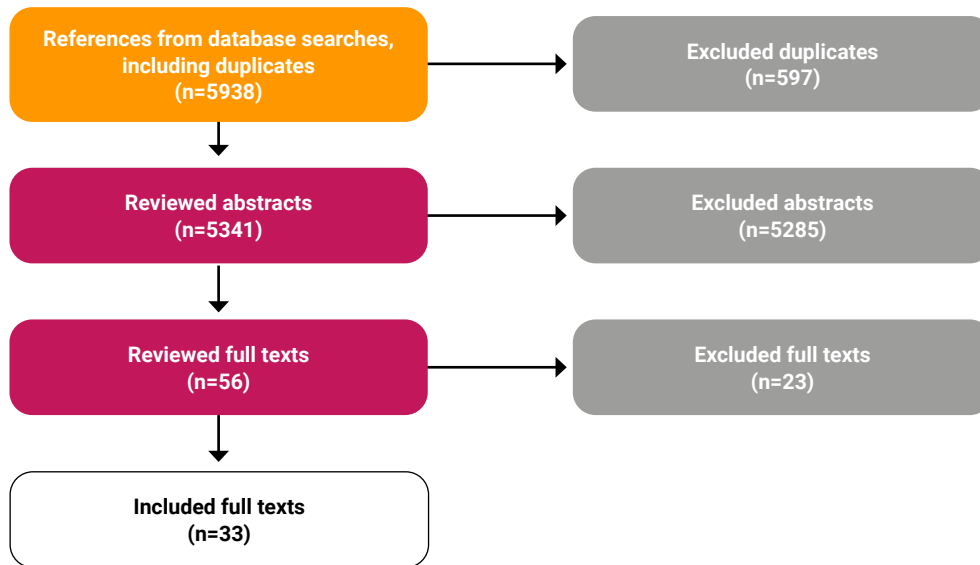 References from database searches,
including duplicates
(n=5938)
Excluded duplicates
(n=597)
Reviewed abstracts
(n=5341)
Excluded abstracts
(n=5285)
Reviewed full texts
(n=56)
Excluded full texts
(n=23)
Included full texts
(n=33)